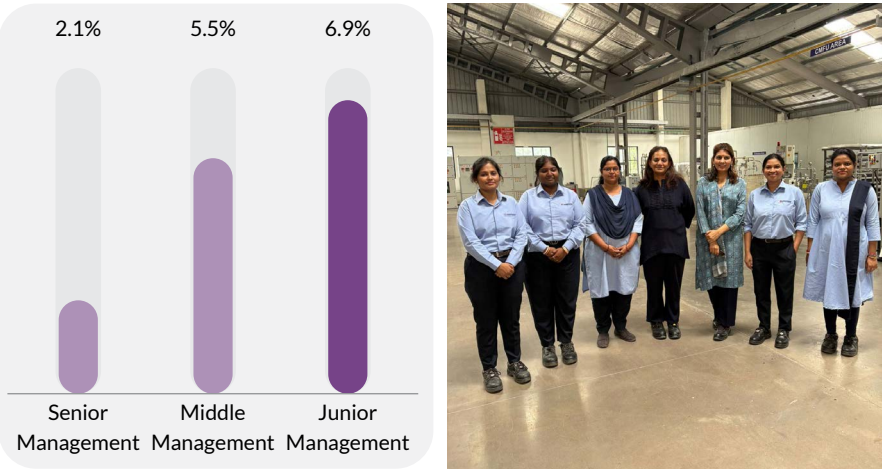 2.1%
5.5%
6.9%
Senior
Management
Middle
Management
Junior
Management
CMFU AREA